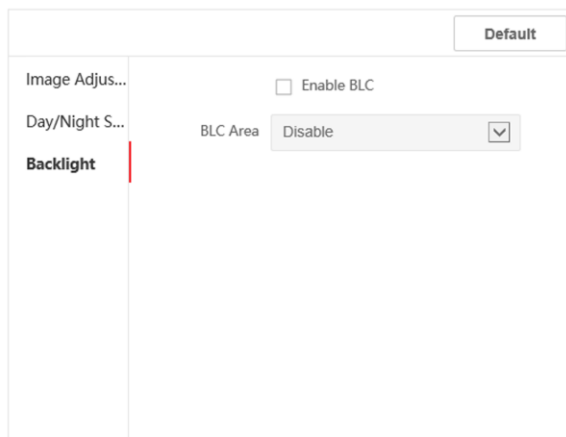 Default
Image Adjus...
Enable BLC
Day/Night S...
BLC Area Disable
Backlight